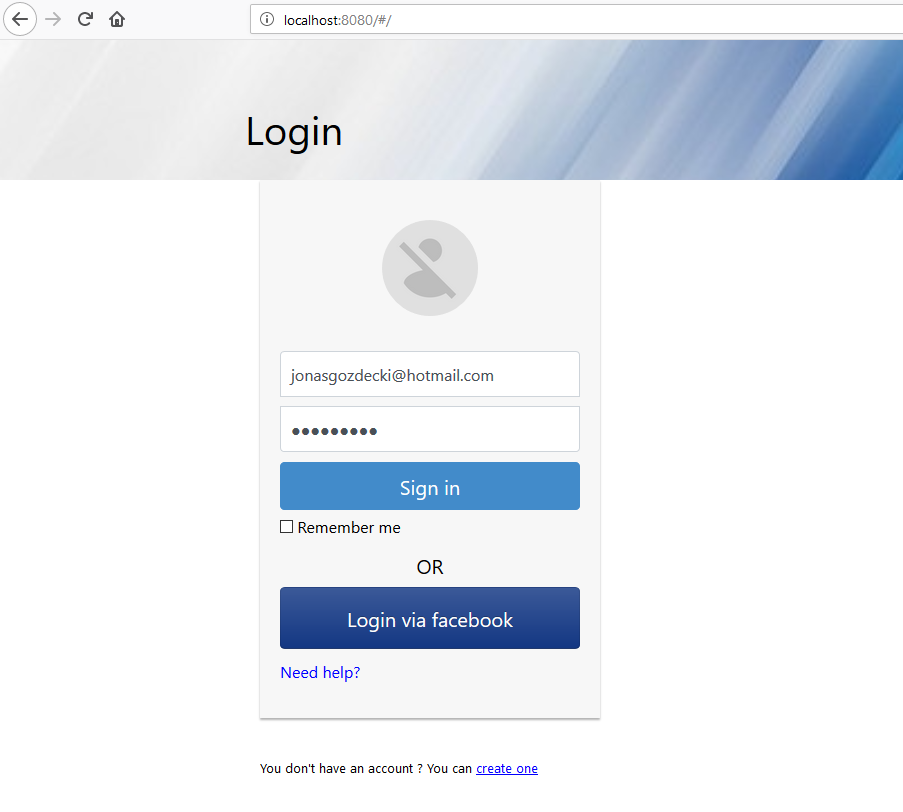 localhost:8080/#/
Login
jonasgozdecki@hotmail.com
●●●●●●●●●
Sign in
Remember me
OR
Login via facebook
Need help?
You don't have an account ? You can create one